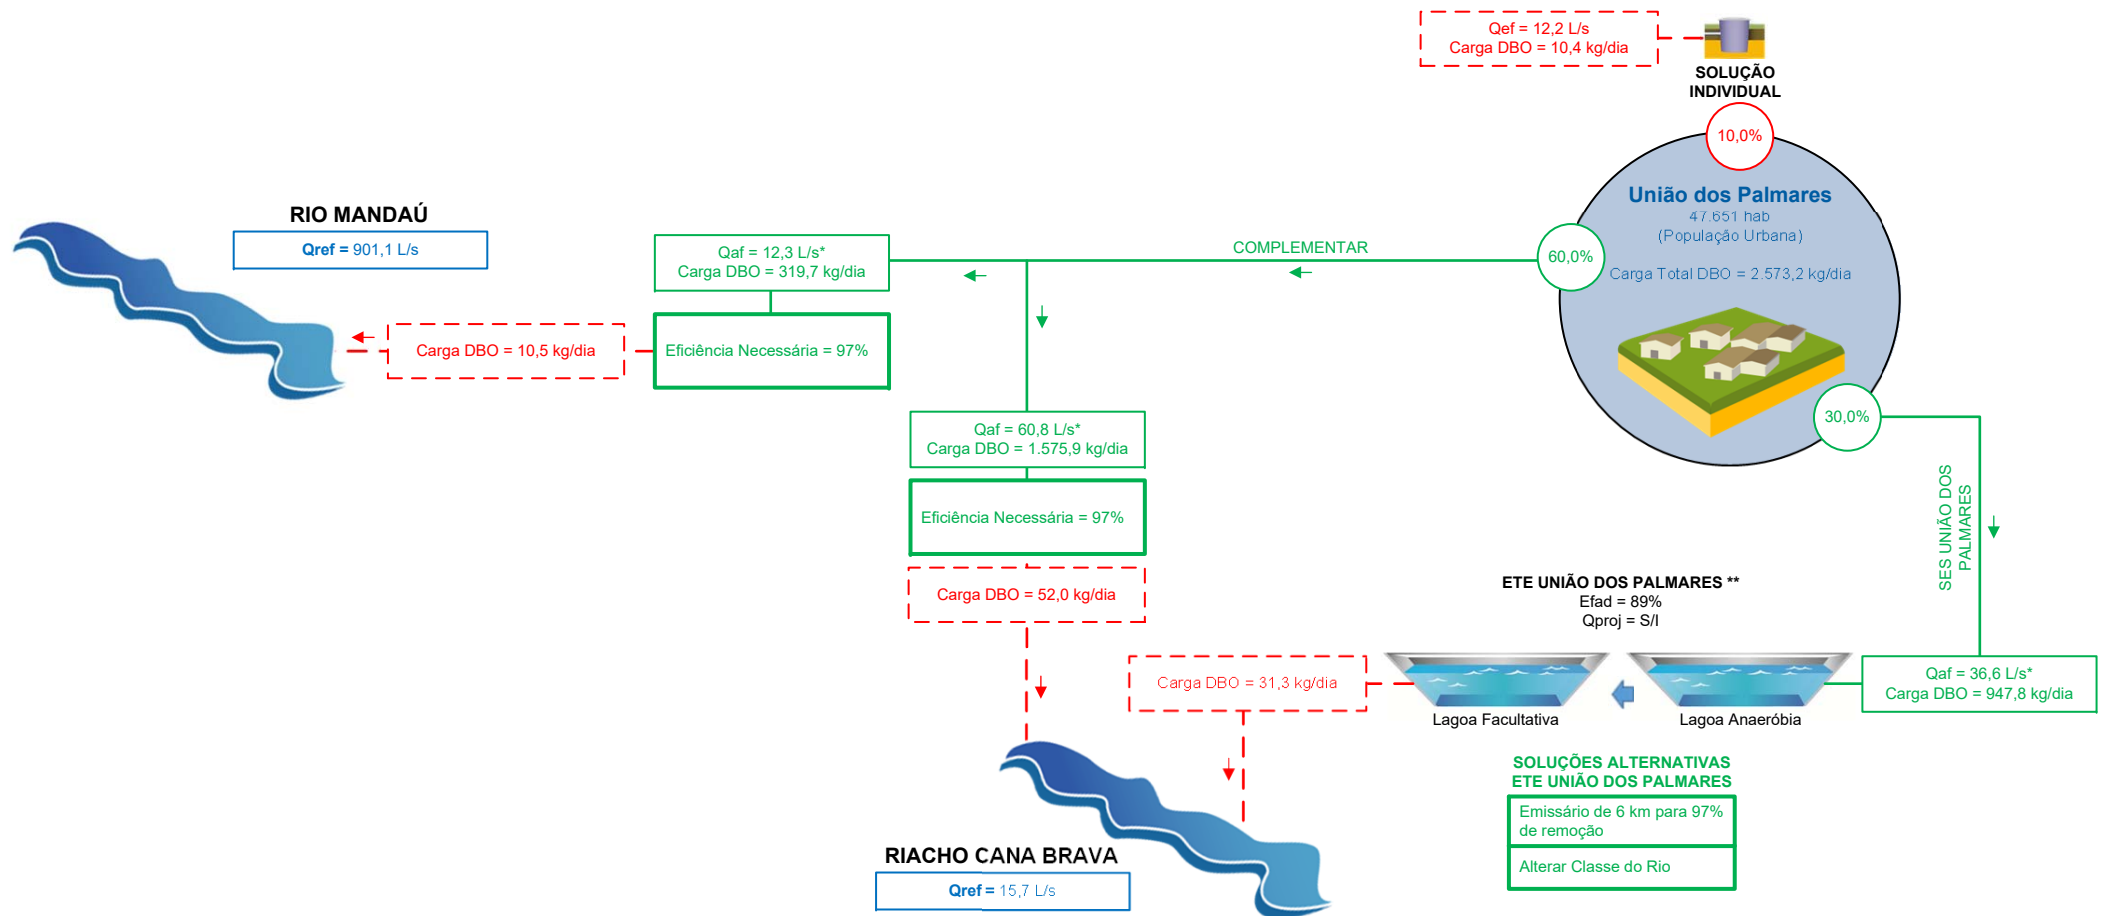 Qef = 12,2 L/s
Carga DBO = 10,4 kg/dia
SOLUÇÃO
INDIVIDUAL
10,0%
União dos Palmares
47.651 hab
(População Urbana)
Carga Total DBO = 2.573,2 kg/dia
60,0%
30,0%
COMPLEMENTAR
RIO MANDAÚ
Qref = 901,1 L/s
Qaf = 12,3 L/s*
Carga DBO = 319,7 kg/dia
Eficiência Necessária = 97%
Carga DBO = 10,5 kg/dia
Qaf = 60,8 L/s*
Carga DBO = 1.575,9 kg/dia
Eficiência Necessária = 97%
Carga DBO = 52,0 kg/dia
SES UNIÃO DOS
PALMARES
ETE UNIÃO DOS PALMARES **
Efad = 89%
Qproj = S/I
Carga DBO = 31,3 kg/dia
Lagoa Facultativa
Lagoa Anaeróbia
Qaf = 36,6 L/s*
Carga DBO = 947,8 kg/dia
SOLUÇÕES ALTERNATIVAS
ETE UNIÃO DOS PALMARES
Emissário de 6 km para 97%
de remoção
Alterar Classe do Rio
RIACHO CANA BRAVA
Qref = 15,7 L/s